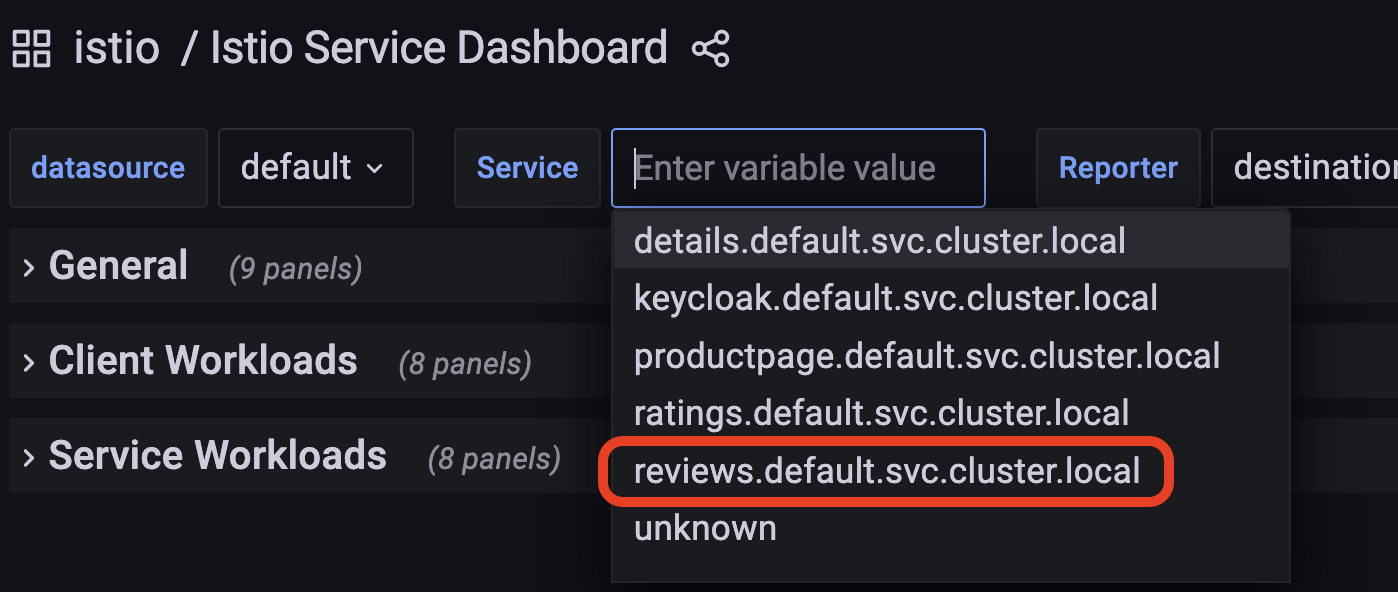 istio / Istio Service Dashboard
datasource default Service Enter variable value Reporter destination
details.default.svc.cluster.local
General (9 panels)
keycloak.default.svc.cluster.local
Client Workloads (8 panels)
productpage.default.svc.cluster.local
ratings.default.svc.cluster.local
Service Workloads (8 panels)
reviews.default.svc.cluster.local
unknown